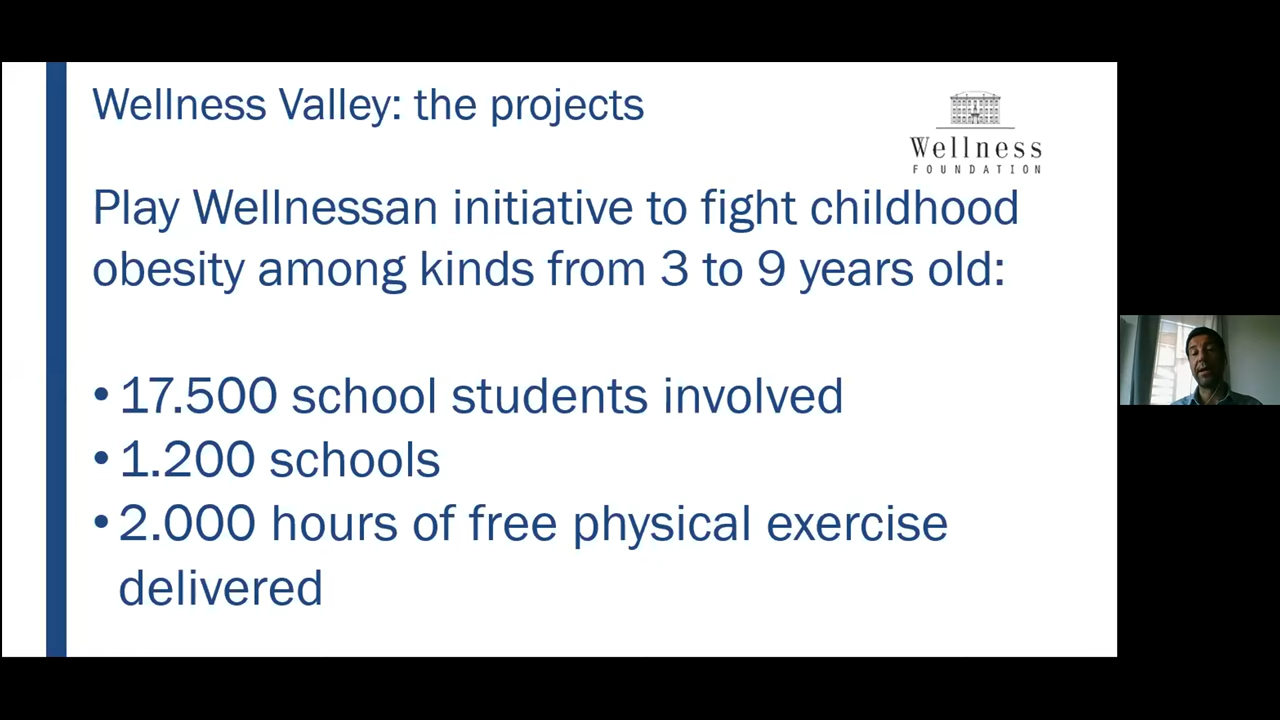 Wellness Valley: the projects
Wellness
FOUNDATION
Play Wellnessan initiative to fight childhood
obesity among kinds from 3 to 9 years old:
• 17.500 school students involved
• 1.200 schools
• 2.000 hours of free physical exercise
delivered